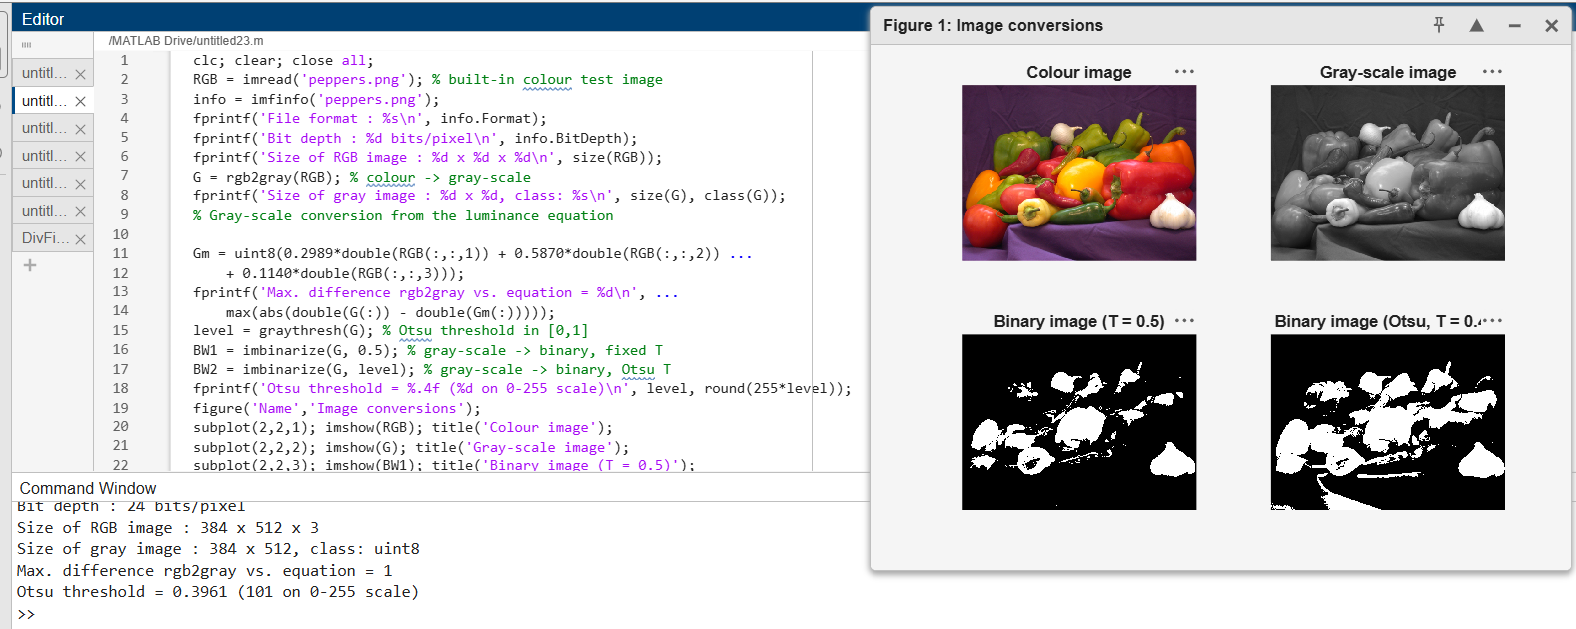 Editor
/MATLAB Drive/untitled23.m
untitl...
untitl...
untitl...
untitl...
untitl...
untitl...
DivFi...
1 clc; clear; close all;
2 RGB = imread('peppers.png'); % built-in colour test image
3 info = imfinfo('peppers.png');
4 fprintf('File format : %s\n', info.Format);
5 fprintf('Bit depth : %d bits/pixel\n', info.BitDepth);
6 fprintf('Size of RGB image : %d x %d x %d\n', size(RGB));
7 G = rgb2gray(RGB); % colour -> gray-scale
8 fprintf('Size of gray image : %d x %d, class: %s\n', size(G), class(G));
9 % Gray-scale conversion from the luminance equation
10
11 Gm = uint8(0.2989*double(RGB(:,:,1)) + 0.5870*double(RGB(:,:,2)) ...
12 + 0.1140*double(RGB(:,:,3)));
13 fprintf('Max. difference rgb2gray vs. equation = %d\n', ...
14 max(abs(double(G(:)) - double(Gm(:)))));
15 level = graythresh(G); % Otsu threshold in [0,1]
16 BW1 = imbinarize(G, 0.5); % gray-scale -> binary, fixed T
17 BW2 = imbinarize(G, level); % gray-scale -> binary, Otsu T
18 fprintf('Otsu threshold = %.4f (%d on 0-255 scale)\n', level, round(255*level));
19 figure('Name','Image conversions');
20 subplot(2,2,1); imshow(RGB); title('Colour image');
21 subplot(2,2,2); imshow(G); title('Gray-scale image');
22 subplot(2,2,3); imshow(BW1); title('Binary image (T = 0.5)');
Command Window
Bit depth : 24 bits/pixel
Size of RGB image : 384 x 512 x 3
Size of gray image : 384 x 512, class: uint8
Max. difference rgb2gray vs. equation = 1
Otsu threshold = 0.3961 (101 on 0-255 scale)
>>
Figure 1: Image conversions
Colour image
Gray-scale image
Binary image (T = 0.5)
Binary image (Otsu, T = 0.